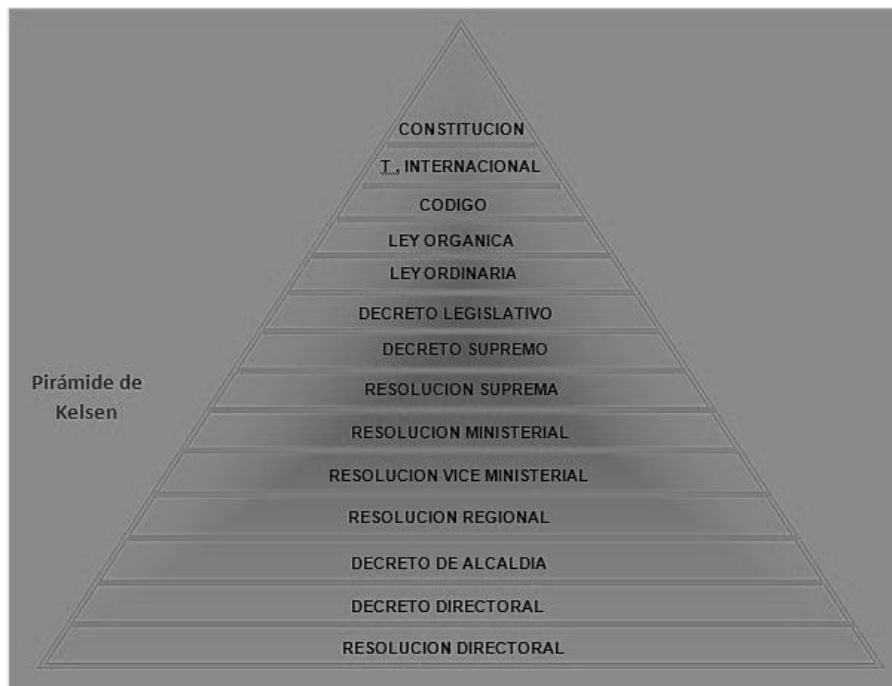 CONSTITUCION
T., INTERNACIONAL
CODIGO
LEY ORGANICA
LEY ORDINARIA
DECRETO LEGISLATIVO
DECRETO SUPREMO
RESOLUCION SUPREMA
RESOLUCION MINISTERIAL
RESOLUCION VICE MINISTERIAL
RESOLUCION REGIONAL
DECRETO DE ALCALDIA
DECRETO DIRECTORAL
RESOLUCION DIRECTORAL
Pirámide de
Kelsen